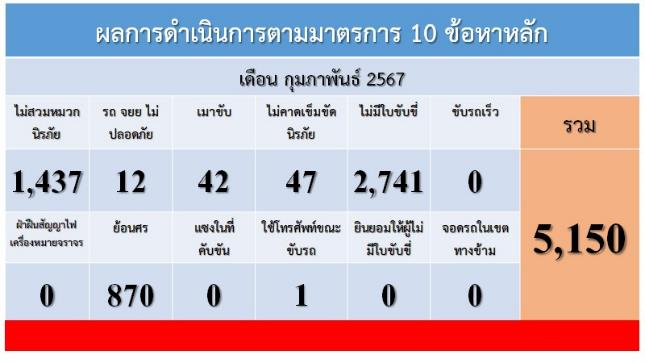 ผลการดำเนินการตามมาตรการ 10 ข้อหาหลัก
เดือน กุมภาพันธ์ 2567
ไม่สวมหมวก
นิรภัย
รถ จยย ไม่
ปลอดภัย
เมาขับ
ไม่คาดเข็มขัด
นิรภัย
ไม่มีใบขับขี่
ขับรถเร็ว
รวม
1,437
12
42
47
2,741
0
ฝ่าฝืนสัญญาไฟ
เครื่องหมายจราจร
ย้อนศร
แซงในที่
คับขัน
ใช้โทรศัพท์ขณะ
ขับรถ
ยินยอมให้ผู้ไม่
มีใบขับขี่
จอดรถในเขต
ทางข้าม
5,150
0
870
0
1
0
0